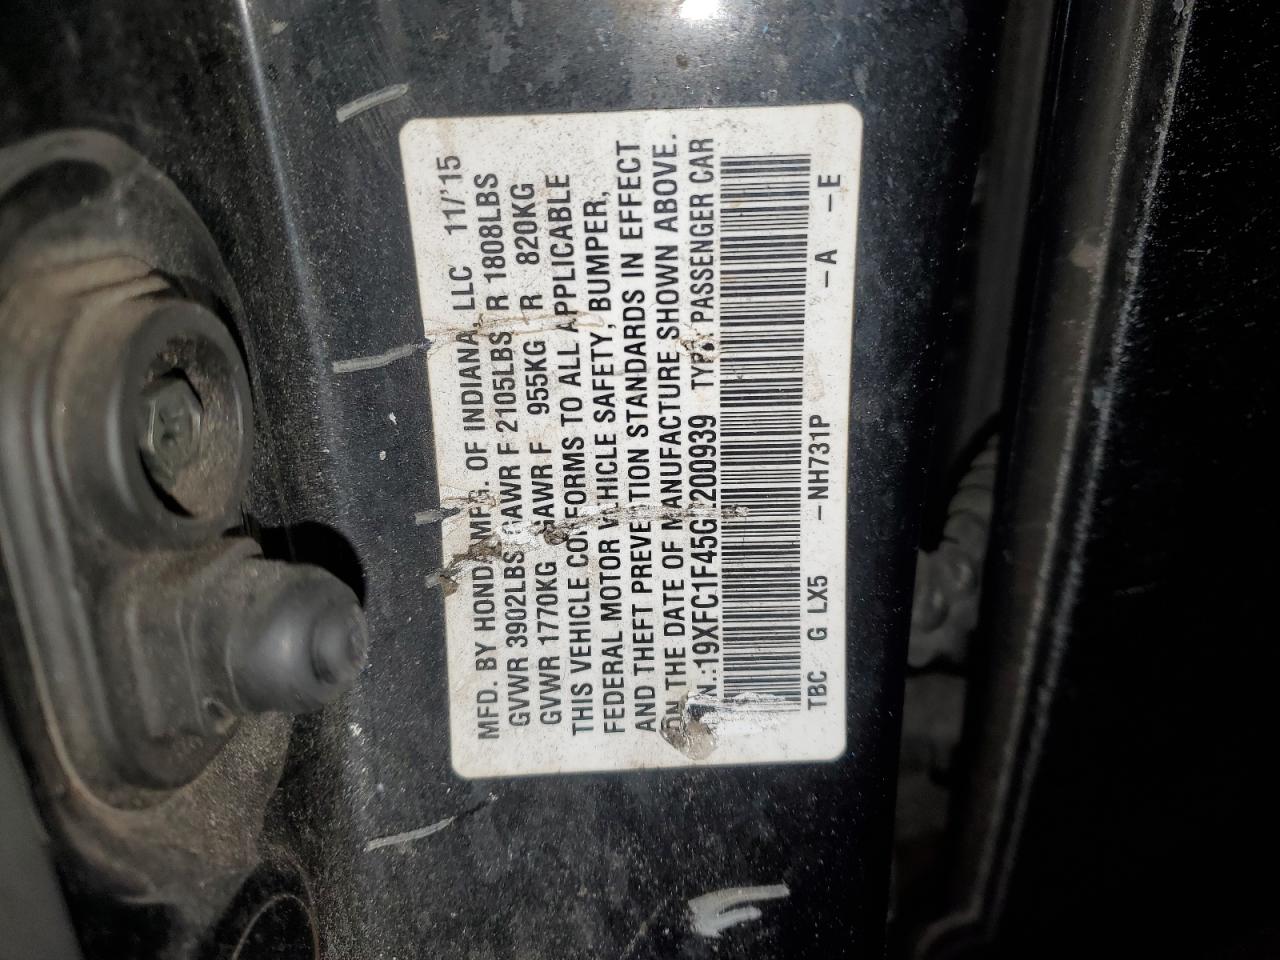 MFD. BY HONDA MFG. OF INDIANA, LLC 11/'15
GVWR 3902LBS GAWR F 2105LBS R 1808LBS
GVWR 1770KG GAWR F 955KG R 820KG
THIS VEHICLE CONFORMS TO ALL APPLICABLE
FEDERAL MOTOR VEHICLE SAFETY, BUMPER,
AND THEFT PREVENTION STANDARDS IN EFFECT
ON THE DATE OF MANUFACTURE SHOWN ABOVE.
19XFC1F45G 200939 TYPE: PASSENGER CAR
TBC G LX5 -NH731P -A -E